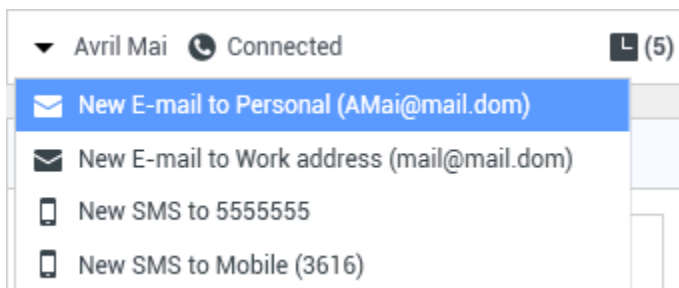 Avril Mai Connected (5)
New E-mail to Personal (AMai@mail.dom)
New E-mail to Work address (mail@mail.dom)
New SMS to 5555555
New SMS to Mobile (3616)